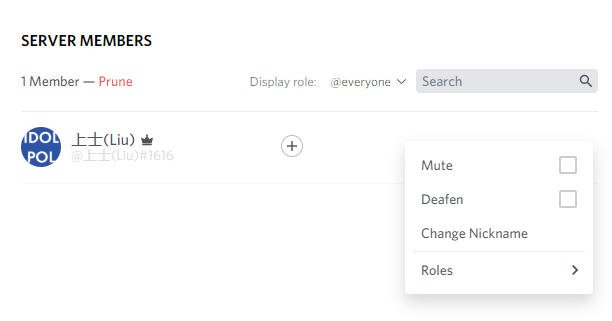 SERVER MEMBERS
1 Member — Prune
Display role: @everyone
Search
IDOL
POL
上士(Liu)
@上士(Liu)#1616
Mute
Deafen
Change Nickname
Roles